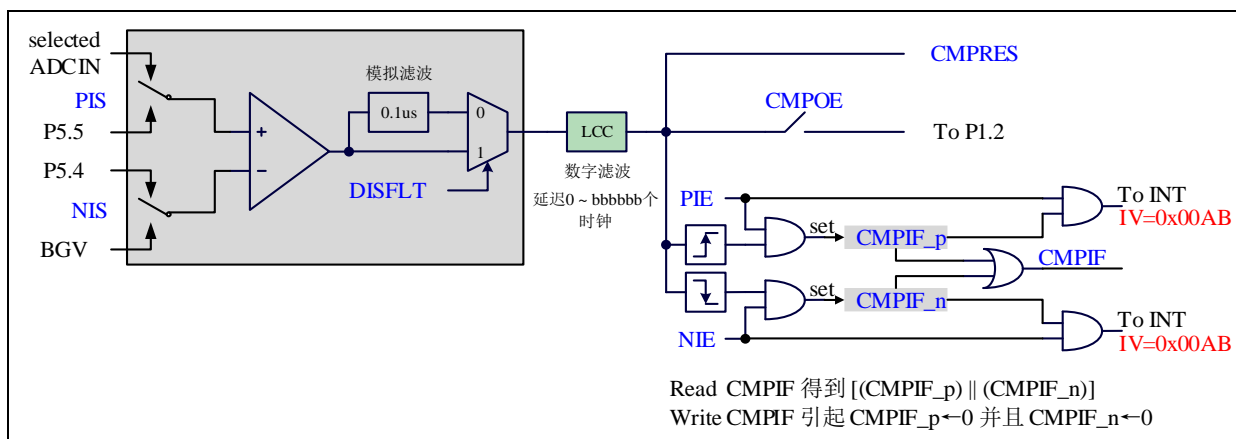 selected
ADCIN
PIS
P5.5
P5.4
NIS
BGV
+
−
模拟滤波
0.1us
0
1
DISFLT
LCC
数字滤波
延迟0 ~ bbbbbb个
时钟
CMPRES
CMPOE
To P1.2
PIE
set
CMPIF_p
To INT
IV=0x00AB
CMPIF
set
CMPIF_n
NIE
To INT
IV=0x00AB
Read CMPIF 得到 [(CMPIF_p) || (CMPIF_n)]
Write CMPIF 引起 CMPIF_p←0 并且 CMPIF_n←0